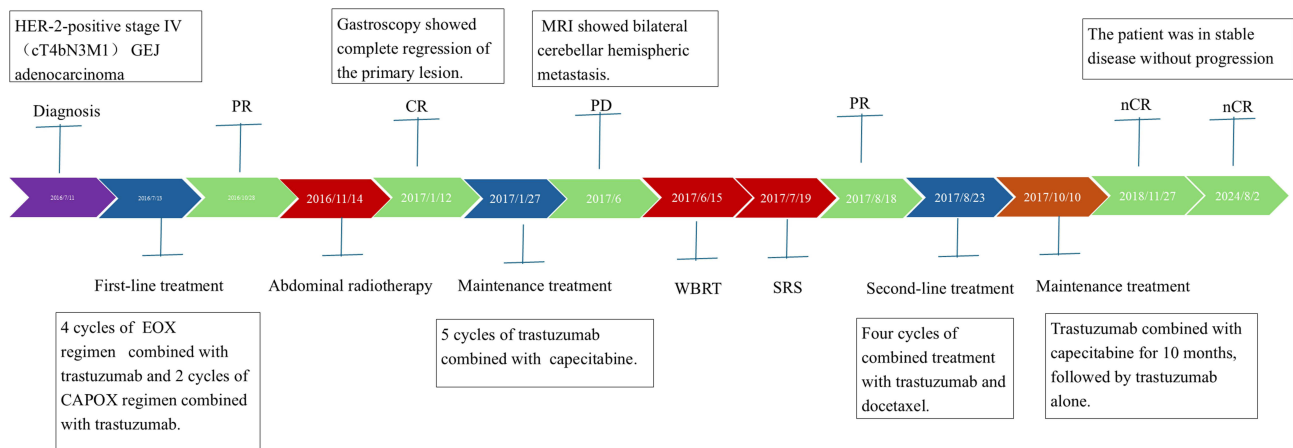 HER-2-positive stage IV
（cT4bN3M1） GEJ
adenocarcinoma
Gastroscopy showed
complete regression of
the primary lesion.
MRI showed bilateral
cerebellar hemispheric
metastasis.
The patient was in stable
disease without progression
Diagnosis
PR
CR
PD
PR
nCR
nCR
2016/7/11
2016/7/15
2016/10/28
2016/11/14
2017/1/12
2017/1/27
2017/6
2017/6/15
2017/7/19
2017/8/18
2017/8/23
2017/10/10
2018/11/27
2024/8/2
First-line treatment
Abdominal radiotherapy
Maintenance treatment
WBRT
SRS
Second-line treatment
Maintenance treatment
4 cycles of EOX
regimen combined with
trastuzumab and 2 cycles of
CAPOX regimen combined
with trastuzumab.
5 cycles of trastuzumab
combined with capecitabine.
Four cycles of
combined treatment
with trastuzumab and
docetaxel.
Trastuzumab combined with
capecitabine for 10 months,
followed by trastuzumab
alone.